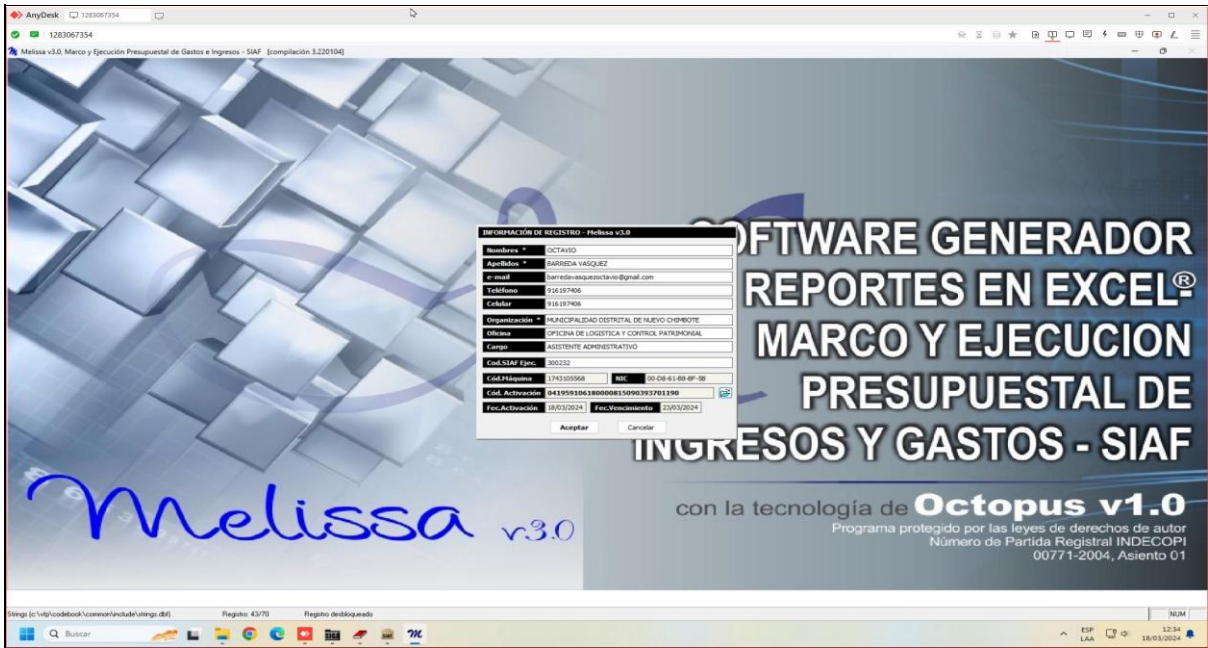 AnyDesk 1283067354
1283067354
Melissa v3.0, Marco y Ejecución Presupuestal de Gastos e Ingresos - SIAF [compilación 3.220104]
SOFTWARE GENERADOR
REPORTES EN EXCEL®
MARCO Y EJECUCION
PRESUPUESTAL DE
INGRESOS Y GASTOS - SIAF
INFORMACIÓN DE REGISTRO - Melissa v3.0
Nombres * OCTAVIO
Apellidos * BARREDA VASQUEZ
e-mail barredavasquezoctavio@gmail.com
Teléfono 916197406
Celular 916197406
Organización * MUNICIPALIDAD DISTRITAL DE NUEVO CHIMBOTE
Oficina OFICINA DE LOGISTICA Y CONTROL PATRIMONIAL
Cargo ASISTENTE ADMINISTRATIVO
Cod.SIAF Ejec. 300232
Cód.Máquina 1743105568 NIC 00-D8-61-B8-BF-5B
Cód. Activación 0419591061800008150903937011​90
Fec.Activación 18/03/2024 Fec.Vencimiento 23/03/2024
Aceptar Cancelar
Melissa v3.0
con la tecnología de Octopus v1.0
Programa protegido por las leyes de derechos de autor
Número de Partida Registral INDECOPI
00771-2004, Asiento 01
Strings (c:\vfp\codebook\common\include\strings.dbf) Registro: 43/70 Registro desbloqueado NUM
Buscar ESP LAA 12:34 18/03/2024